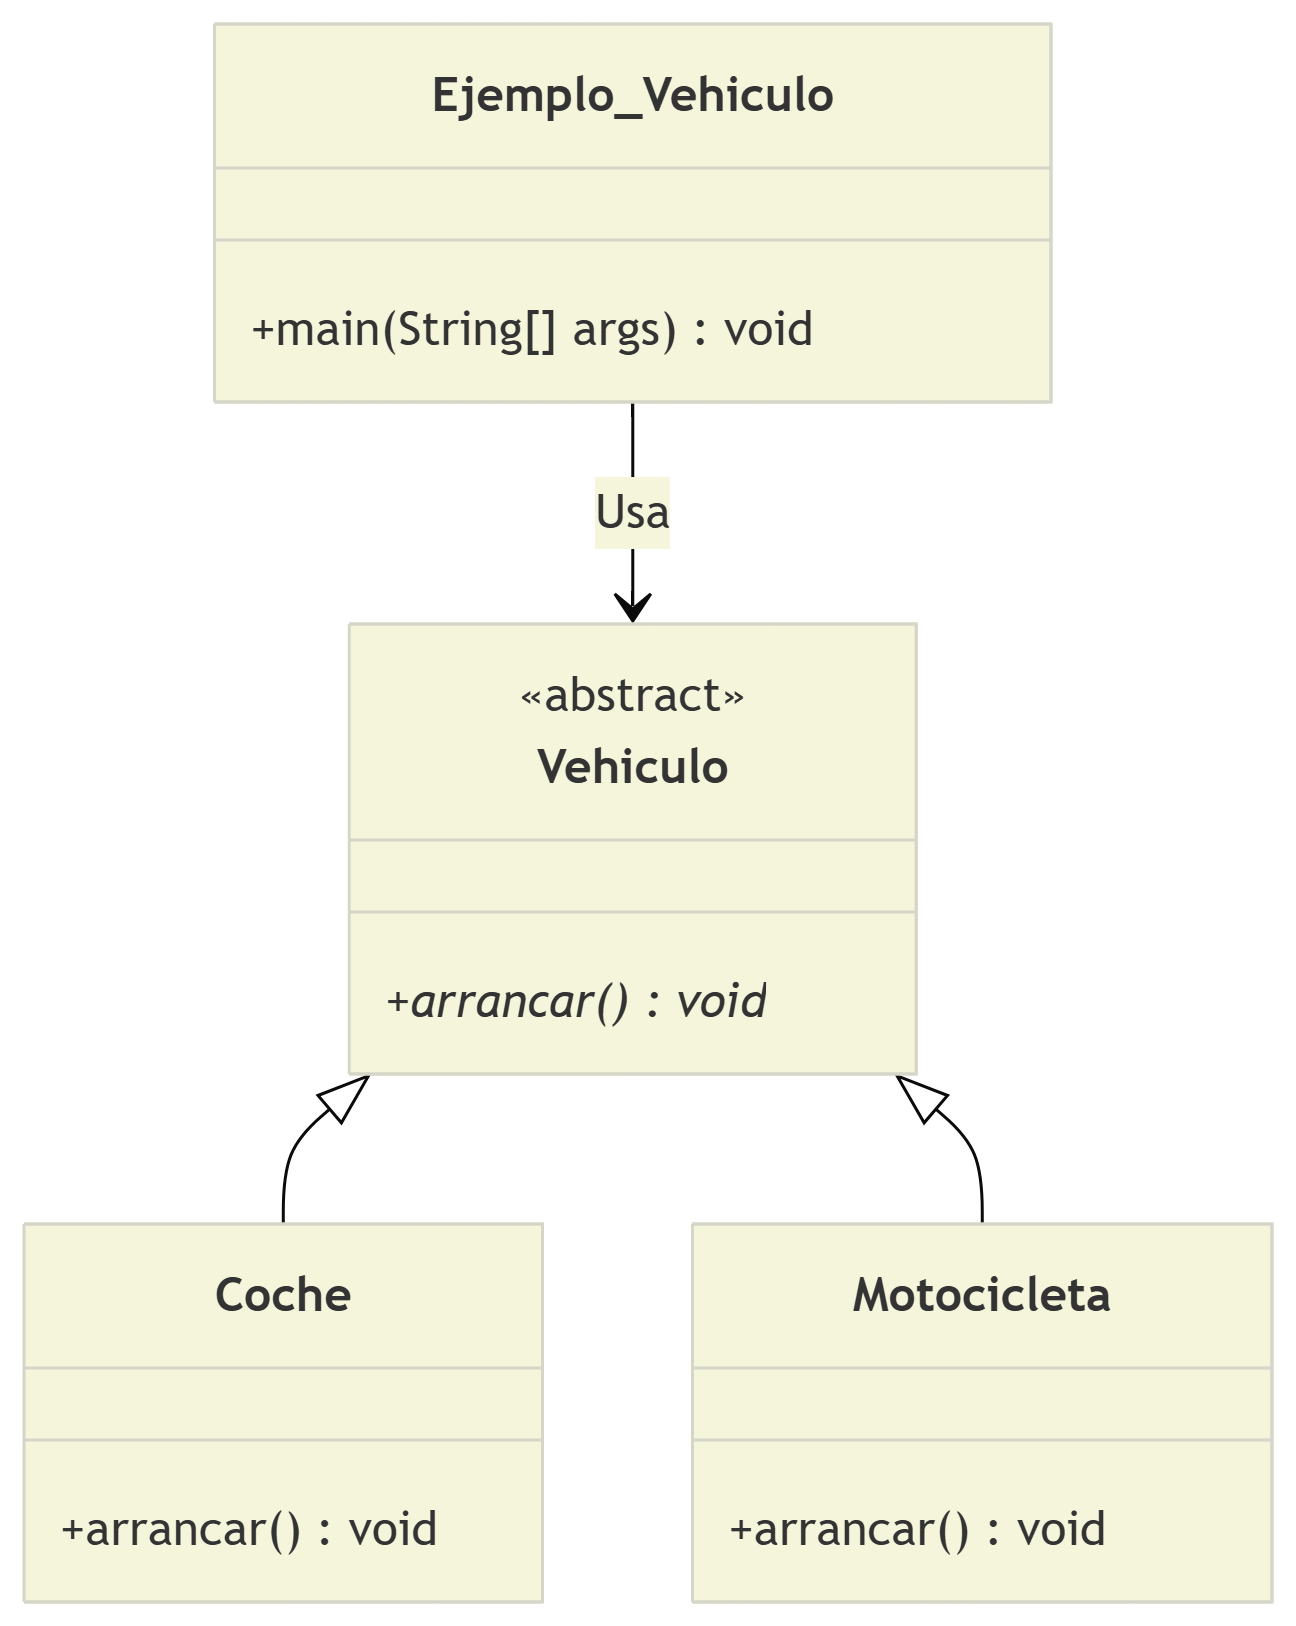 Ejemplo_Vehiculo
+main(String[] args) : void
Usa
«abstract»
Vehiculo
+arrancar() : void
Coche
+arrancar() : void
Motocicleta
+arrancar() : void